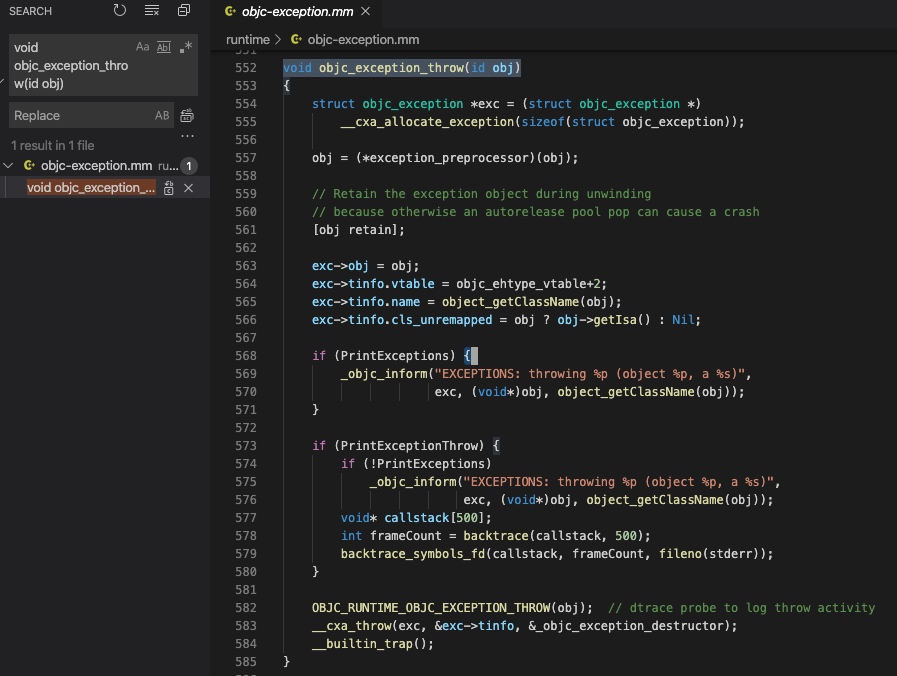 SEARCH
void
objc_exception_thro
w(id obj)
Aa Ab .*
Replace
AB
...
1 result in 1 file
objc-exception.mm ru... 1
void objc_exception_...
objc-exception.mm
runtime > objc-exception.mm
551
552 void objc_exception_throw(id obj)
553 {
554     struct objc_exception *exc = (struct objc_exception *)
555         __cxa_allocate_exception(sizeof(struct objc_exception));
556
557     obj = (*exception_preprocessor)(obj);
558
559     // Retain the exception object during unwinding
560     // because otherwise an autorelease pool pop can cause a crash
561     [obj retain];
562
563     exc->obj = obj;
564     exc->tinfo.vtable = objc_ehtype_vtable+2;
565     exc->tinfo.name = object_getClassName(obj);
566     exc->tinfo.cls_unremapped = obj ? obj->getIsa() : Nil;
567
568     if (PrintExceptions) {
569         _objc_inform("EXCEPTIONS: throwing %p (object %p, a %s)",
570                      exc, (void*)obj, object_getClassName(obj));
571     }
572
573     if (PrintExceptionThrow) {
574         if (!PrintExceptions)
575             _objc_inform("EXCEPTIONS: throwing %p (object %p, a %s)",
576                          exc, (void*)obj, object_getClassName(obj));
577         void* callstack[500];
578         int frameCount = backtrace(callstack, 500);
579         backtrace_symbols_fd(callstack, frameCount, fileno(stderr));
580     }
581
582     OBJC_RUNTIME_OBJC_EXCEPTION_THROW(obj);  // dtrace probe to log throw activity
583     __cxa_throw(exc, &exc->tinfo, &_objc_exception_destructor);
584     __builtin_trap();
585 }